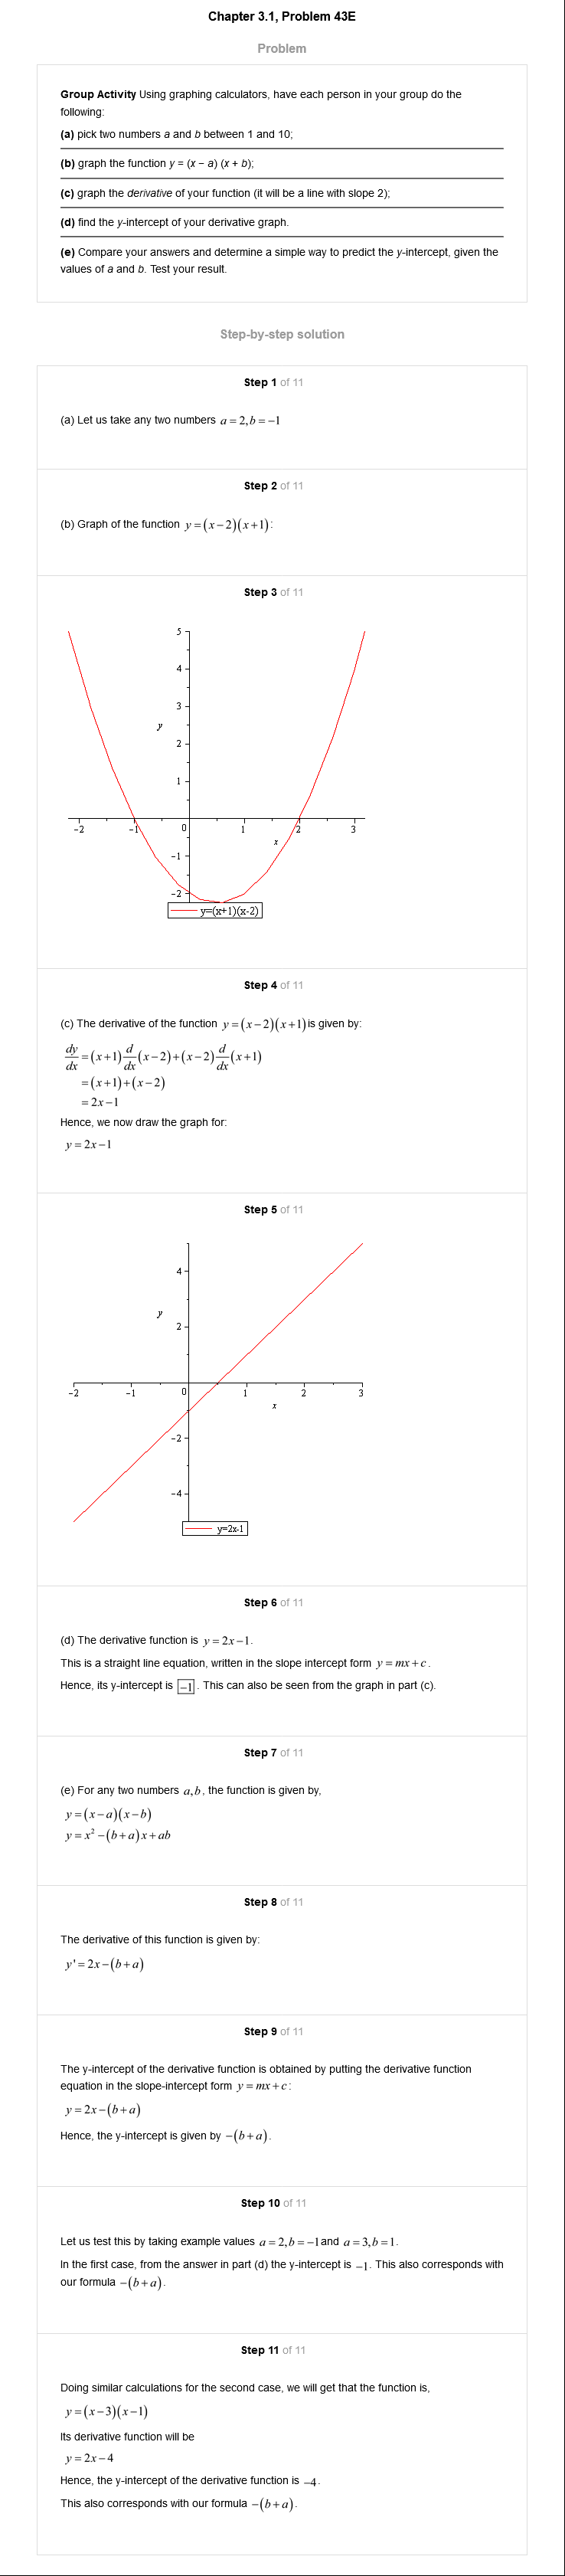 Chapter 3.1, Problem 43E
Problem
Group Activity Using graphing calculators, have each person in your group do the
following:
(a) pick two numbers a and b between 1 and 10;
(b) graph the function y = (x − a) (x + b);
(c) graph the derivative of your function (it will be a line with slope 2);
(d) find the y-intercept of your derivative graph.
(e) Compare your answers and determine a simple way to predict the y-intercept, given the
values of a and b. Test your result.
Step-by-step solution
Step 1 of 11
(a) Let us take any two numbers a = 2, b = −1
Step 2 of 11
(b) Graph of the function y = (x − 2)(x + 1):
Step 3 of 11
5
4
3
y
2
1
−2 −1 0 1 2 3
x
−1
−2
y=(x+1)(x-2)
Step 4 of 11
(c) The derivative of the function y = (x − 2)(x + 1) is given by:
dy/dx = (x + 1) d/dx (x − 2) + (x − 2) d/dx (x + 1)
= (x + 1) + (x − 2)
= 2x − 1
Hence, we now draw the graph for:
y = 2x − 1
Step 5 of 11
4
y
2
−2 −1 0 1 2 3
x
−2
−4
y=2x-1
Step 6 of 11
(d) The derivative function is y = 2x − 1.
This is a straight line equation, written in the slope intercept form y = mx + c.
Hence, its y-intercept is −1. This can also be seen from the graph in part (c).
Step 7 of 11
(e) For any two numbers a, b, the function is given by,
y = (x − a)(x − b)
y = x² − (b + a)x + ab
Step 8 of 11
The derivative of this function is given by:
y' = 2x − (b + a)
Step 9 of 11
The y-intercept of the derivative function is obtained by putting the derivative function
equation in the slope-intercept form y = mx + c:
y = 2x − (b + a)
Hence, the y-intercept is given by −(b + a).
Step 10 of 11
Let us test this by taking example values a = 2, b = −1 and a = 3, b = 1.
In the first case, from the answer in part (d) the y-intercept is −1. This also corresponds with
our formula −(b + a).
Step 11 of 11
Doing similar calculations for the second case, we will get that the function is,
y = (x − 3)(x − 1)
Its derivative function will be
y = 2x − 4
Hence, the y-intercept of the derivative function is −4.
This also corresponds with our formula −(b + a).